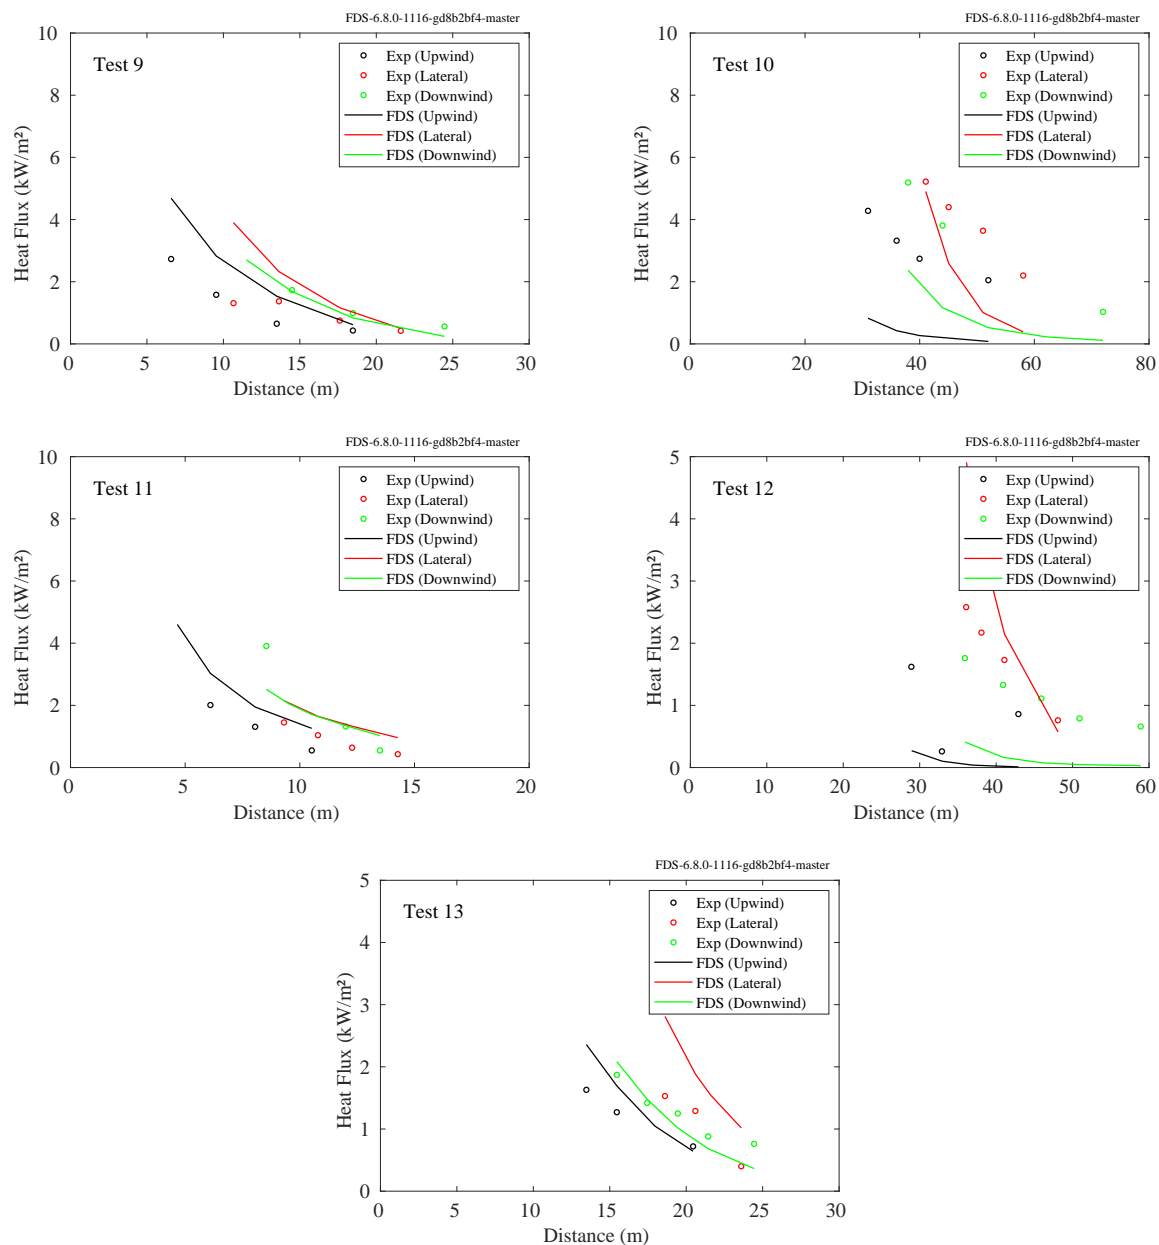 FDS-6.8.0-1116-gd8b2bf4-master
Test 9
Exp (Upwind)
Exp (Lateral)
Exp (Downwind)
FDS (Upwind)
FDS (Lateral)
FDS (Downwind)
Heat Flux (kW/m²)
10
8
6
4
2
0
0 5 10 15 20 25 30
Distance (m)
FDS-6.8.0-1116-gd8b2bf4-master
Test 10
Exp (Upwind)
Exp (Lateral)
Exp (Downwind)
FDS (Upwind)
FDS (Lateral)
FDS (Downwind)
Heat Flux (kW/m²)
10
8
6
4
2
0
0 20 40 60 80
Distance (m)
FDS-6.8.0-1116-gd8b2bf4-master
Test 11
Exp (Upwind)
Exp (Lateral)
Exp (Downwind)
FDS (Upwind)
FDS (Lateral)
FDS (Downwind)
Heat Flux (kW/m²)
10
8
6
4
2
0
0 5 10 15 20
Distance (m)
FDS-6.8.0-1116-gd8b2bf4-master
Test 12
Exp (Upwind)
Exp (Lateral)
Exp (Downwind)
FDS (Upwind)
FDS (Lateral)
FDS (Downwind)
Heat Flux (kW/m²)
5
4
3
2
1
0
0 10 20 30 40 50 60
Distance (m)
FDS-6.8.0-1116-gd8b2bf4-master
Test 13
Exp (Upwind)
Exp (Lateral)
Exp (Downwind)
FDS (Upwind)
FDS (Lateral)
FDS (Downwind)
Heat Flux (kW/m²)
5
4
3
2
1
0
0 5 10 15 20 25 30
Distance (m)